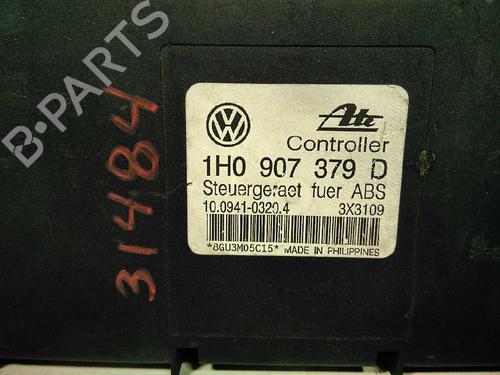 B-PARTS
31484
VW
Ate
Controller
1H0 907 379 D
Steuergeraet fuer ABS
10.0941-0320.4 3X3109
*8GU3M05C15* MADE IN PHILIPPINES